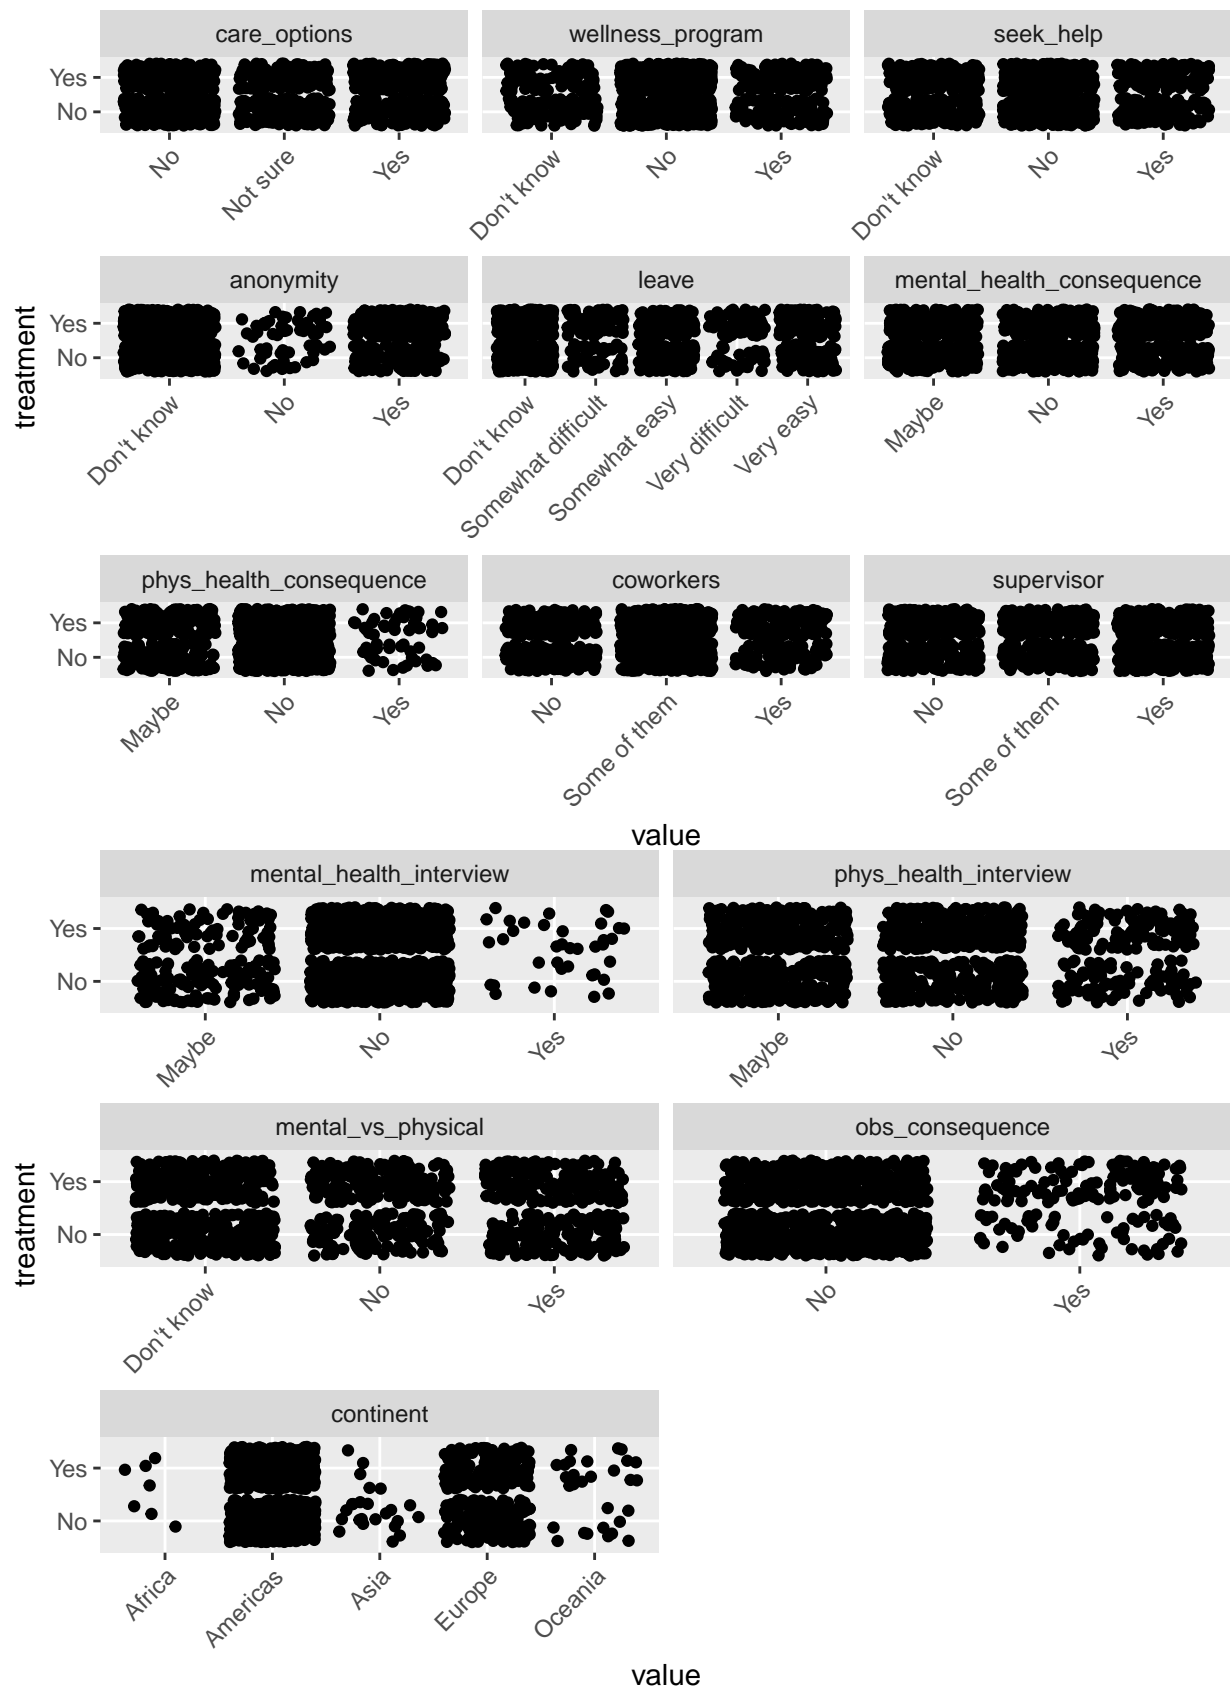 care_options wellness_program seek_help
Yes
No
No Not sure Yes Don't know No Yes Don't know No Yes
anonymity leave mental_health_consequence
Yes
No
Don't know No Yes Don't know Somewhat difficult Somewhat easy Very difficult Very easy Maybe No Yes
treatment
phys_health_consequence coworkers supervisor
Yes
No
Maybe No Yes No Some of them Yes No Some of them Yes
value
mental_health_interview phys_health_interview
Yes
No
Maybe No Yes Maybe No Yes
mental_vs_physical obs_consequence
Yes
No
Don't know No Yes No Yes
treatment
continent
Yes
No
Africa Americas Asia Europe Oceania
value